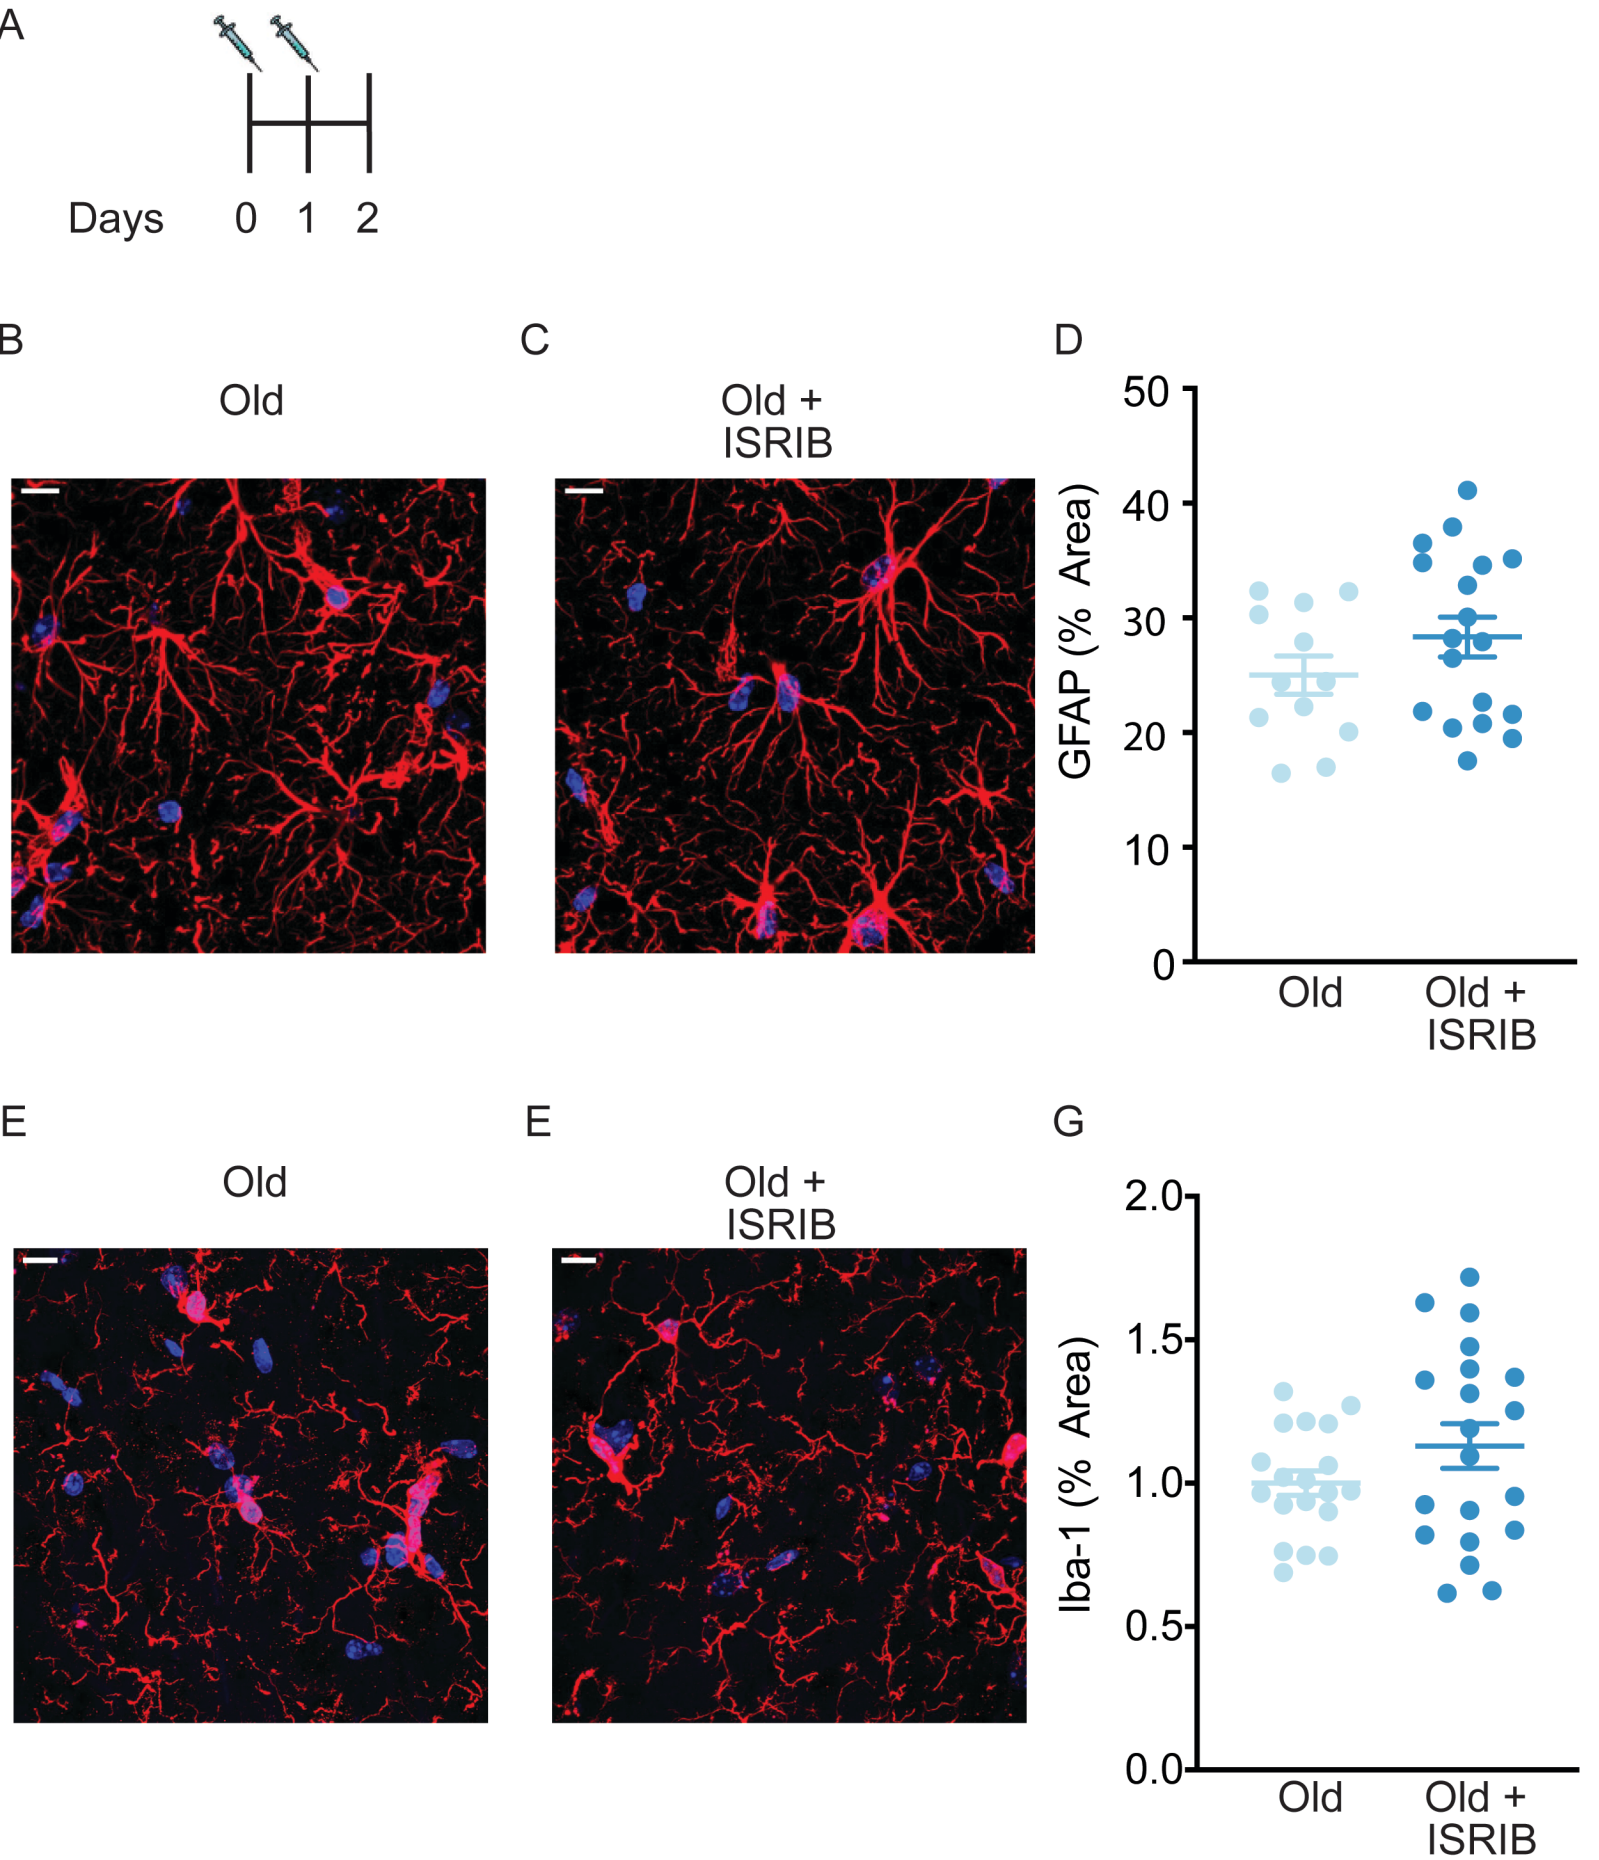 A
Days 0 1 2
B
Old
C
Old +
ISRIB
D
50
40
30
20
10
0
GFAP (% Area)
Old
Old +
ISRIB
E
Old
E
Old +
ISRIB
G
2.0
1.5
1.0
0.5
0.0
Iba-1 (% Area)
Old
Old +
ISRIB